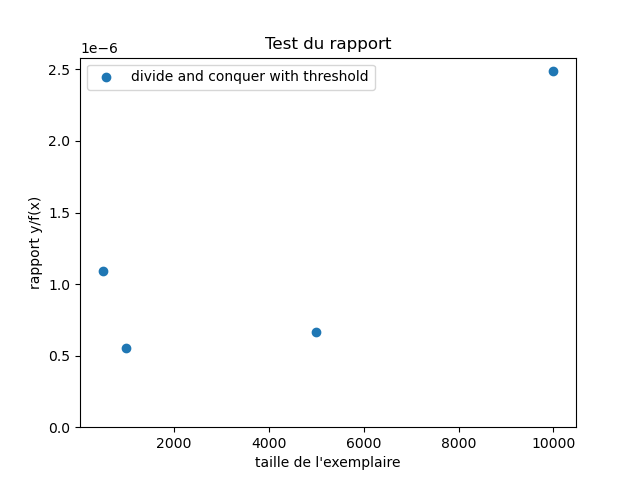 Test du rapport
1e−6
divide and conquer with threshold
2.5
2.0
1.5
1.0
0.5
0.0
rapport y/f(x)
2000 4000 6000 8000 10000
taille de l'exemplaire